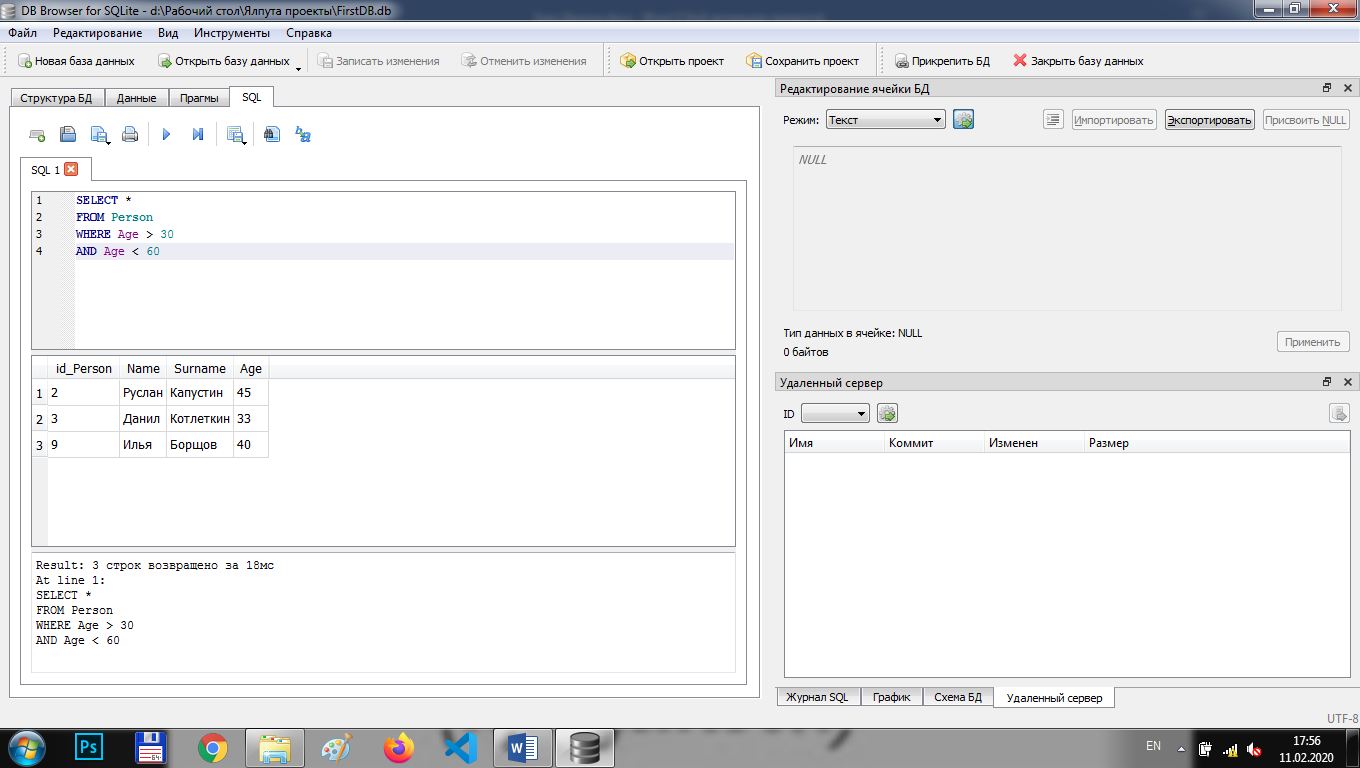 DB Browser for SQLite - d:\Рабочий стол\Ялпута проекты\FirstDB.db
Файл Редактирование Вид Инструменты Справка
Новая база данных Открыть базу данных Записать изменения Отменить изменения Открыть проект Сохранить проект Прикрепить БД Закрыть базу данных
Структура БД Данные Прагмы SQL
SQL 1
1 SELECT *
2 FROM Person
3 WHERE Age > 30
4 AND Age < 60
id_Person Name Surname Age
1 2 Руслан Капустин 45
2 3 Данил Котлеткин 33
3 9 Илья Борщов 40
Result: 3 строк возвращено за 18мс
At line 1:
SELECT *
FROM Person
WHERE Age > 30
AND Age < 60
Редактирование ячейки БД
Режим: Текст Импортировать Экспортировать Присвоить NULL
NULL
Тип данных в ячейке: NULL
0 байтов
Применить
Удаленный сервер
ID
Имя Коммит Изменен Размер
Журнал SQL График Схема БД Удаленный сервер
UTF-8
Ps 64 W EN 17:56
11.02.2020